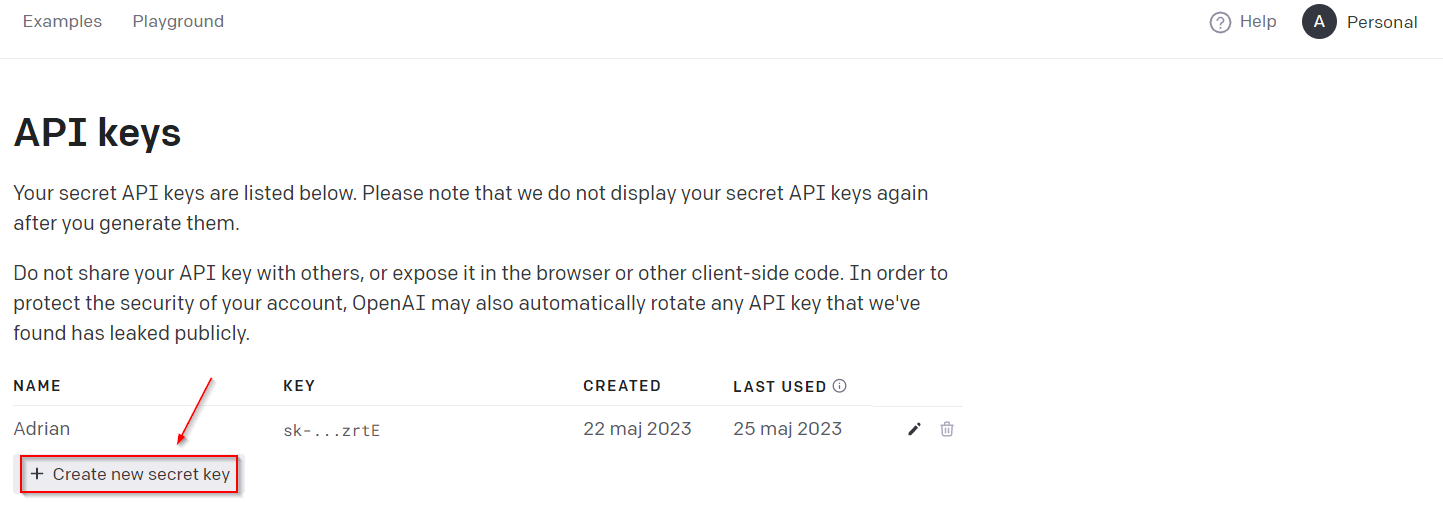 Examples Playground Help A Personal
API keys
Your secret API keys are listed below. Please note that we do not display your secret API keys again
after you generate them.
Do not share your API key with others, or expose it in the browser or other client-side code. In order to
protect the security of your account, OpenAI may also automatically rotate any API key that we've
found has leaked publicly.
NAME KEY CREATED LAST USED
Adrian sk-...zrtE 22 maj 2023 25 maj 2023
+ Create new secret key